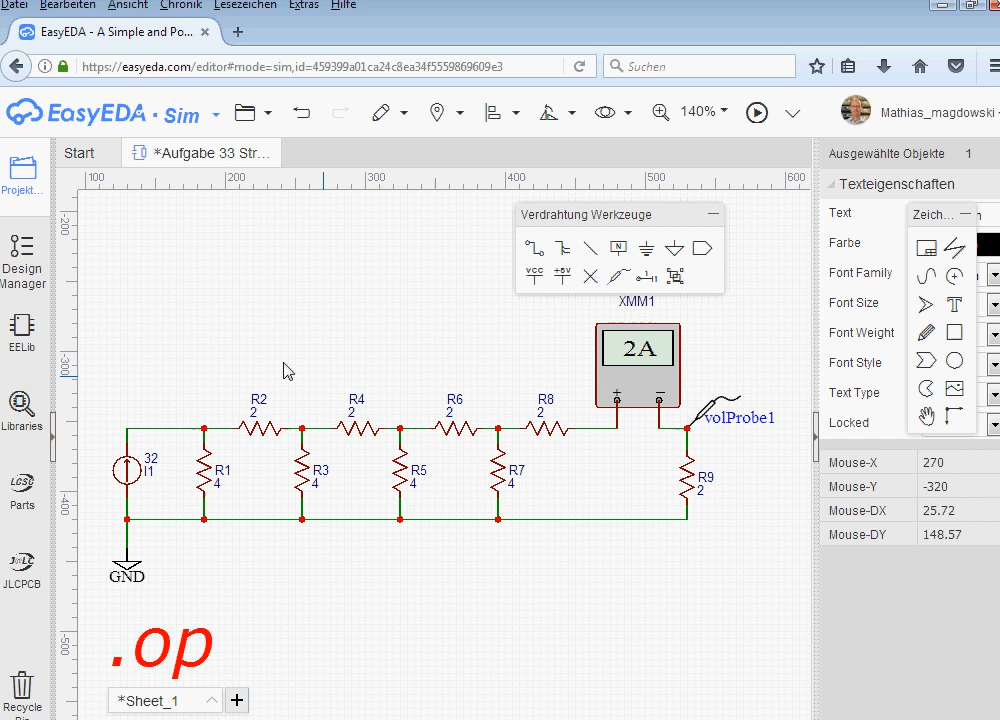 Datei Bearbeiten Ansicht Chronik Lesezeichen Extras Hilfe
EasyEDA - A Simple and Po... × +
https://easyeda.com/editor#mode=sim,id=459399a01ca24c8ea34f5559869609e3 Suchen
EasyEDA · Sim 140% Mathias_magdowski
Start *Aufgabe 33 Str... Ausgewählte Objekte 1
100 200 300 400 500 600
Texteigenschaften
Projekt...
Design Manager
EELib
Libraries
LCSC
Parts
JLCPCB
Recycle
-200
-300
-400
-500
Verdrahtung Werkzeuge
N
VCC +5V
XMM1
2A
+ −
R2
2
R4
2
R6
2
R8
2
volProbe1
32
I1
R1
4
R3
4
R5
4
R7
4
R9
2
GND
.op
*Sheet_1 +
Text
Farbe
Font Family
Font Size
Font Weight
Font Style
Text Type
Locked
Zeich...
T
Mouse-X 270
Mouse-Y -320
Mouse-DX 25.72
Mouse-DY 148.57